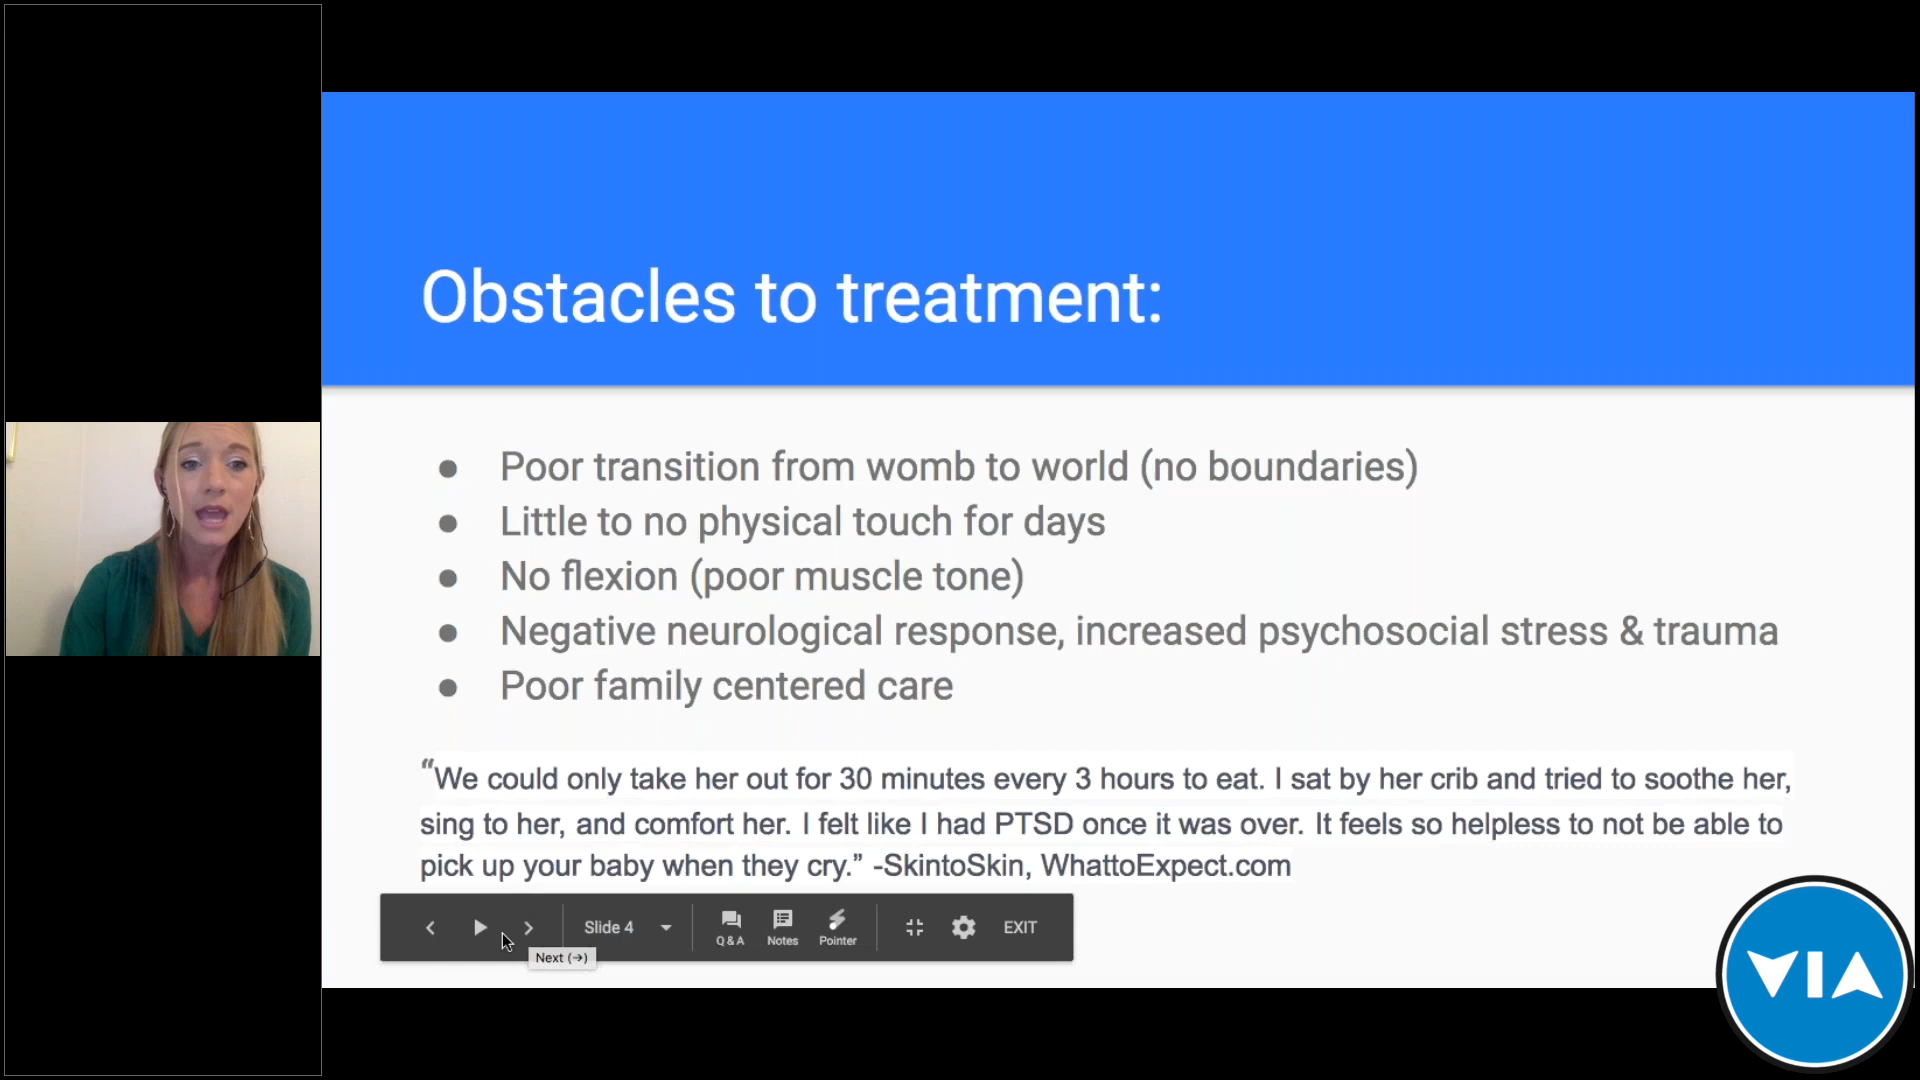 Obstacles to treatment:
● Poor transition from womb to world (no boundaries)
● Little to no physical touch for days
● No flexion (poor muscle tone)
● Negative neurological response, increased psychosocial stress & trauma
● Poor family centered care
“We could only take her out for 30 minutes every 3 hours to eat. I sat by her crib and tried to soothe her,
sing to her, and comfort her. I felt like I had PTSD once it was over. It feels so helpless to not be able to
pick up your baby when they cry.” -SkintoSkin, WhattoExpect.com
Slide 4 Q & A Notes Pointer EXIT
Next (→)
VIA